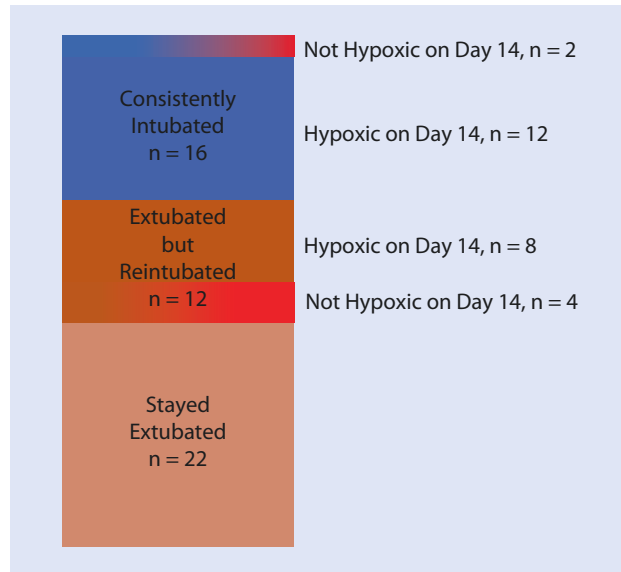 Not Hypoxic on Day 14, n = 2
Consistently
Intubated
n = 16
Hypoxic on Day 14, n = 12
Extubated
but
Reintubated
n = 12
Hypoxic on Day 14, n = 8
Not Hypoxic on Day 14, n = 4
Stayed
Extubated
n = 22